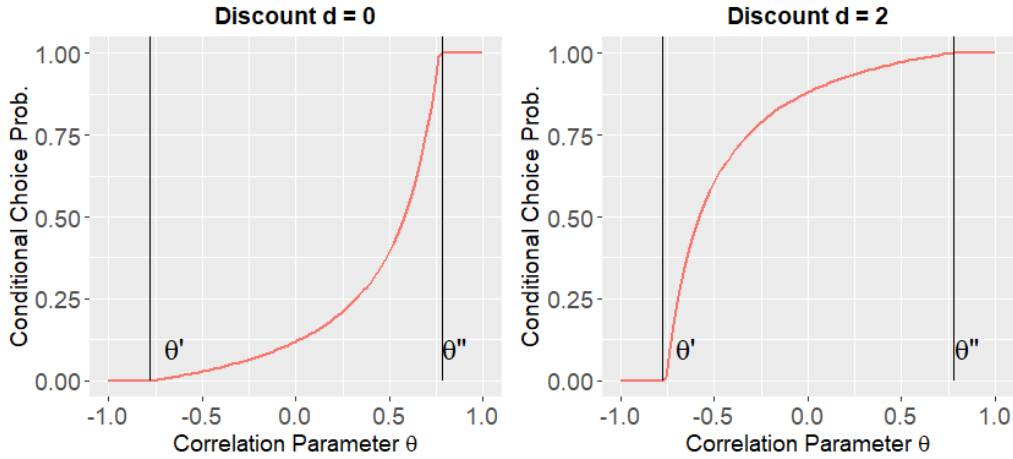 Discount d = 0
Conditional Choice Prob.
1.00
0.75
0.50
0.25
0.00
θ'
θ"
-1.0
-0.5
0.0
0.5
1.0
Correlation Parameter θ
Discount d = 2
Conditional Choice Prob.
1.00
0.75
0.50
0.25
0.00
θ'
θ"
-1.0
-0.5
0.0
0.5
1.0
Correlation Parameter θ